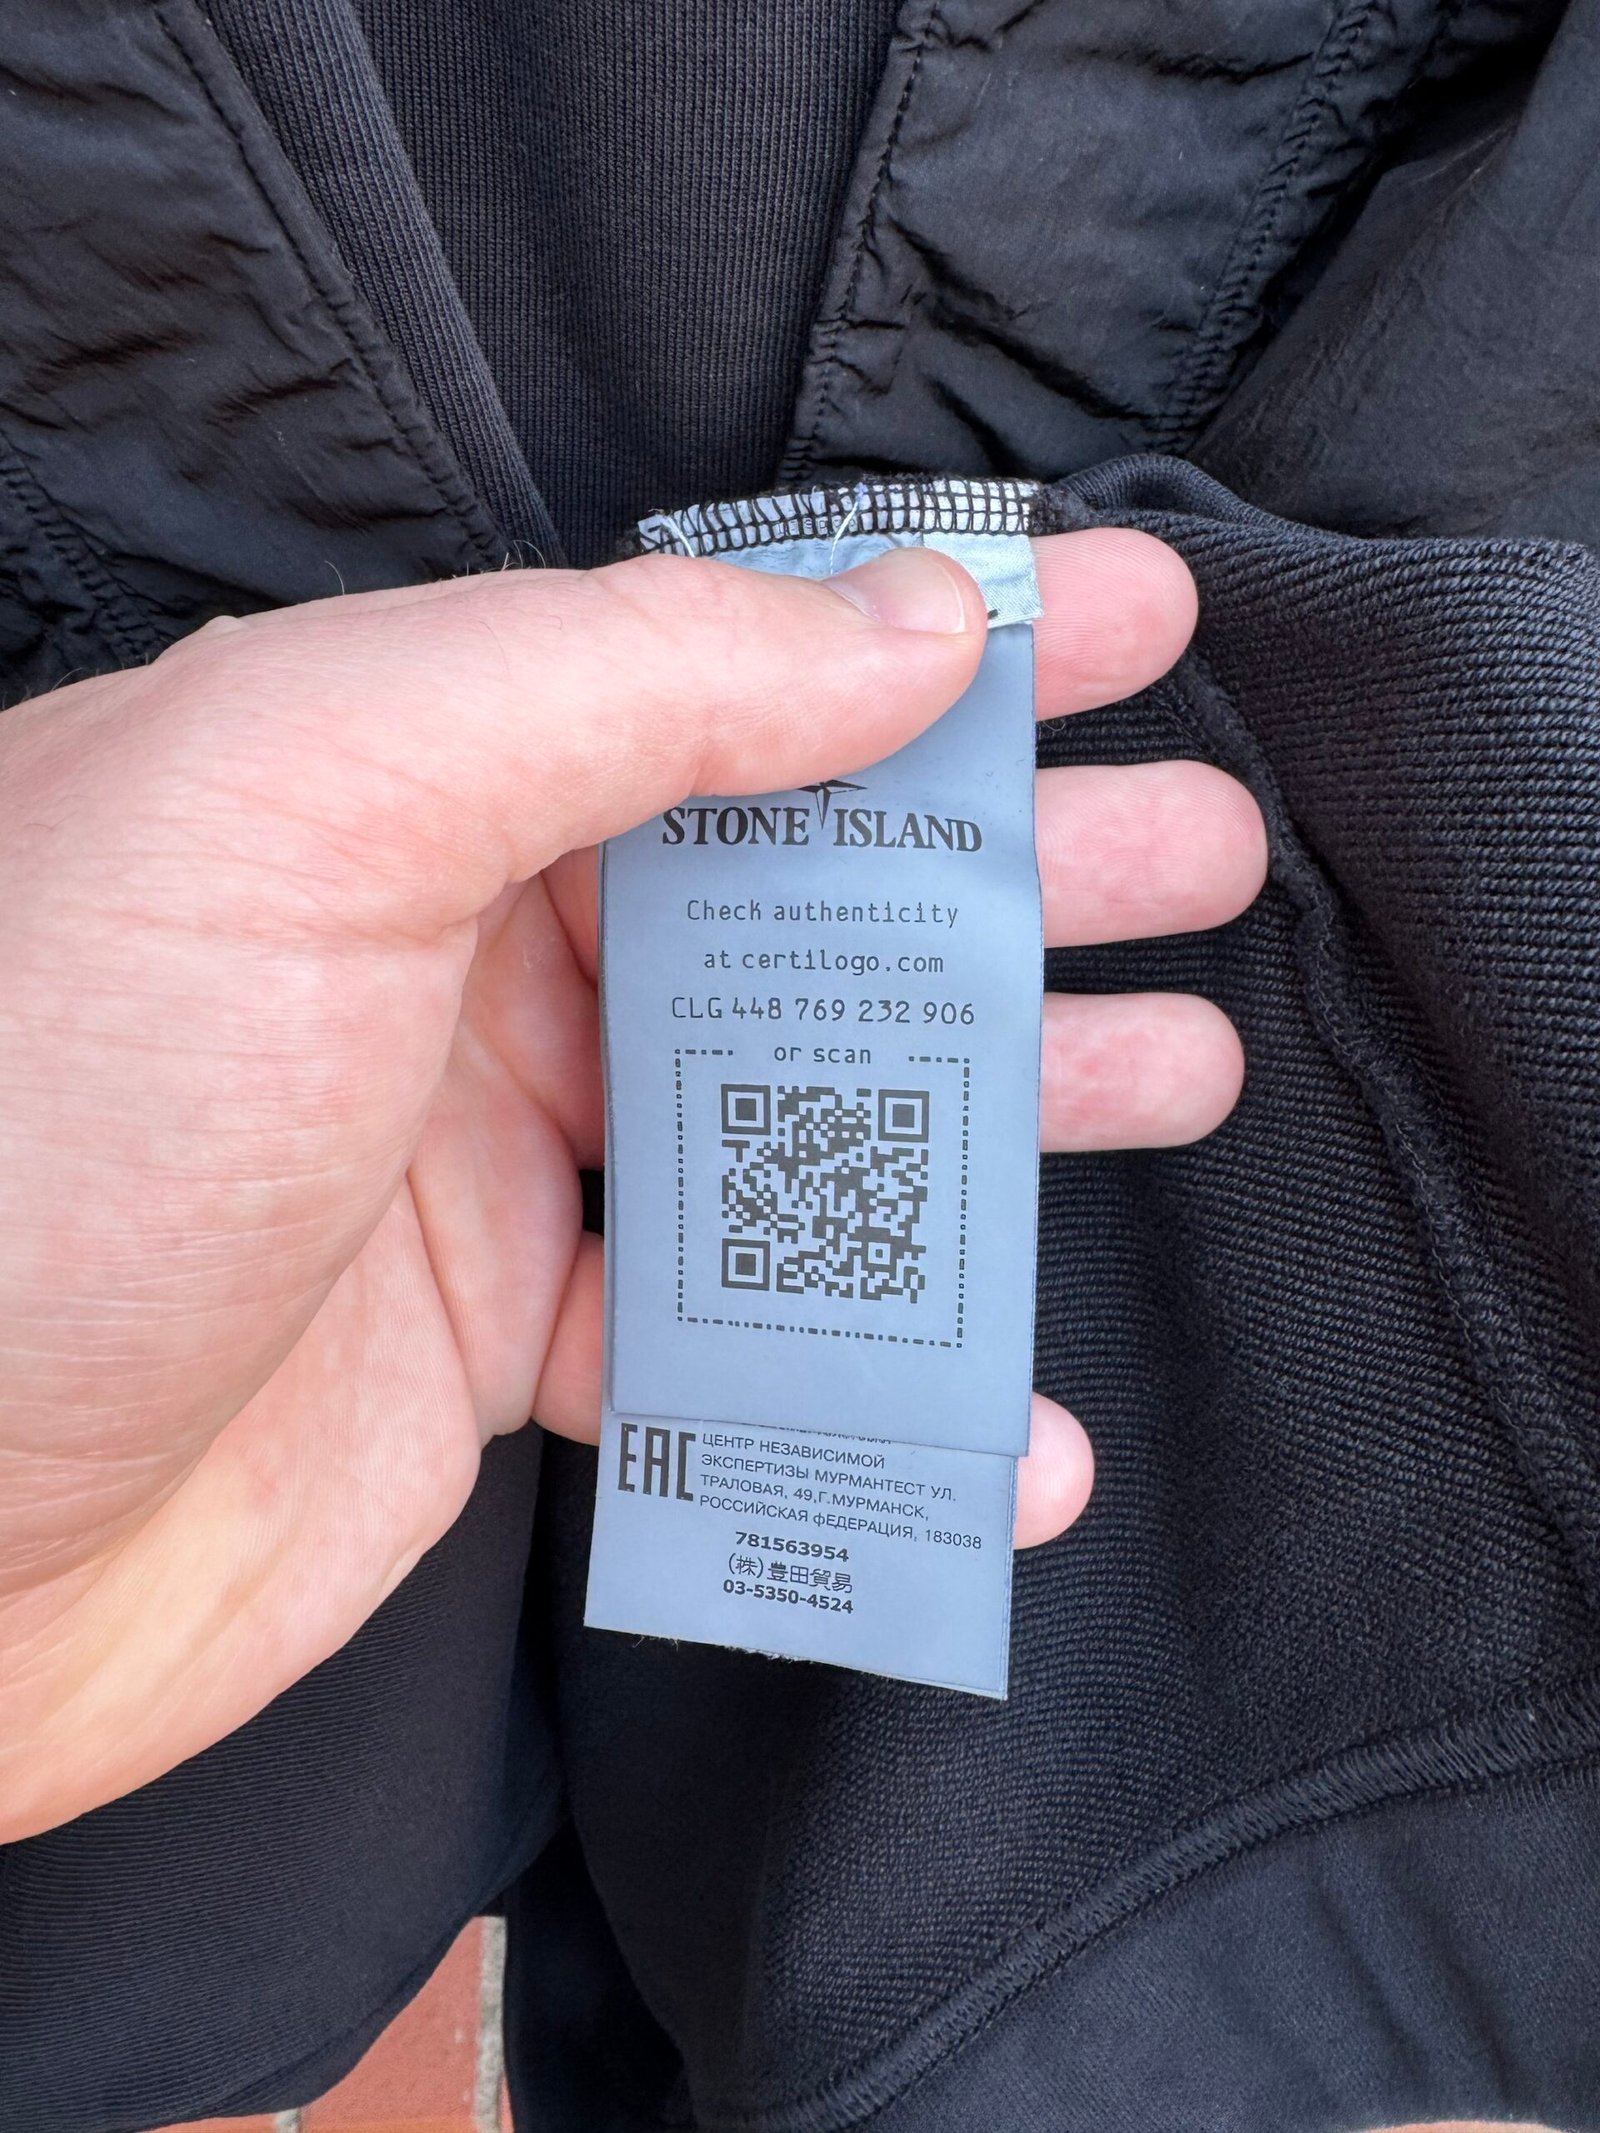 STONE ISLAND
Check authenticity
at certilogo.com
CLG 448 769 232 906
or scan
EAC
ЦЕНТР НЕЗАВИСИМОЙ
ЭКСПЕРТИЗЫ МУРМАНТЕСТ УЛ.
ТРАЛОВАЯ, 49,Г.МУРМАНСК,
РОССИЙСКАЯ фЕДЕРАЦИЯ, 183038
781563954
(株)豊田貿易
03-5350-4524